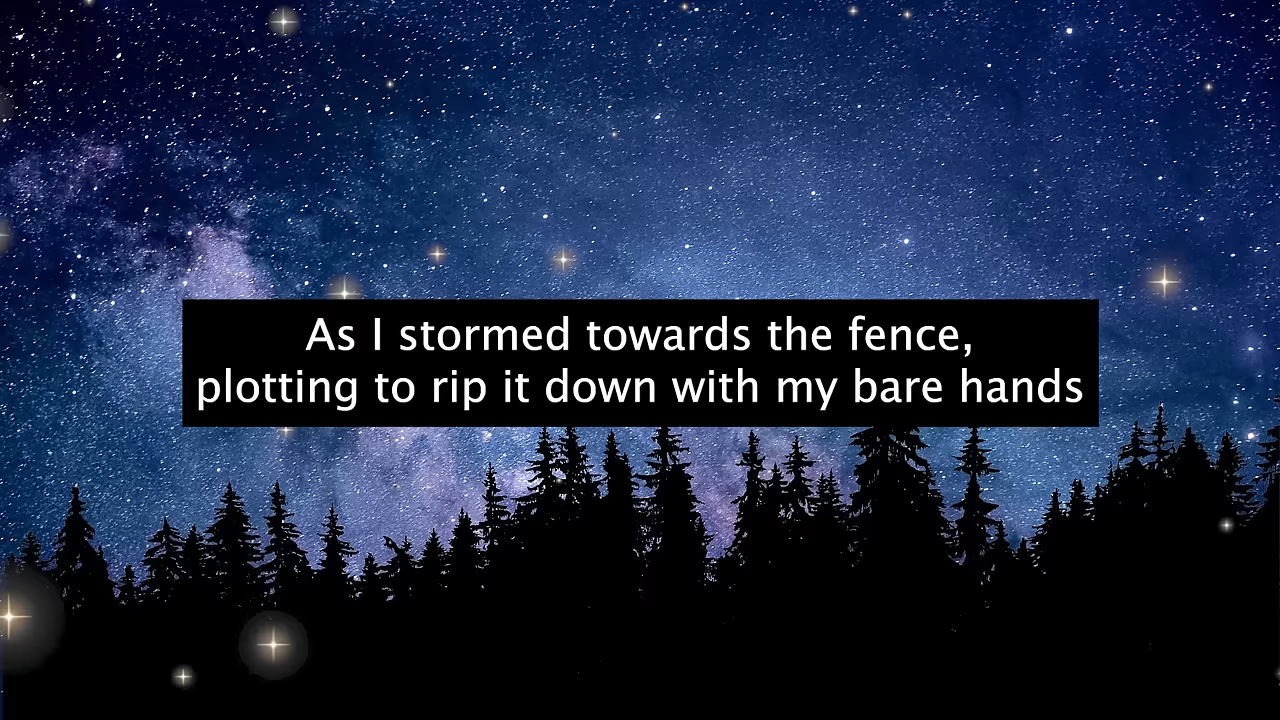 As I stormed towards the fence,
plotting to rip it down with my bare hands